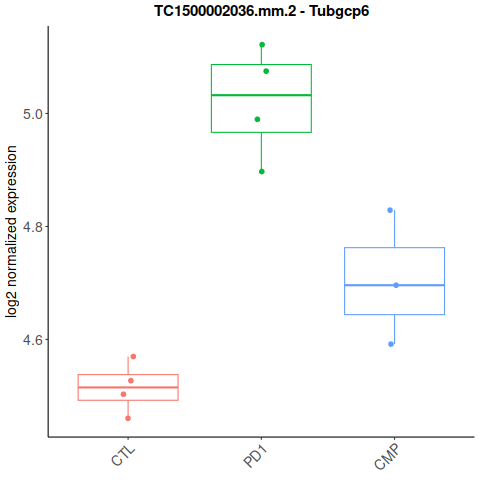 TC1500002036.mm.2 - Tubgcp6
log2 normalized expression
5.0
4.8
4.6
CTL
PD1
CMP